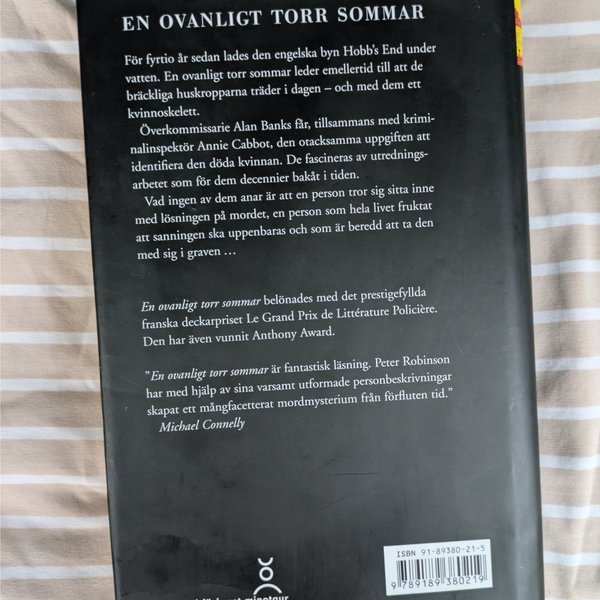 EN OVANLIGT TORR SOMMAR
För fyrtio år sedan lades den engelska byn Hobb's End under
vatten. En ovanligt torr sommar leder emellertid till att de
bräckliga huskropparna träder i dagen – och med dem ett
kvinnoskelett.
Överkommissarie Alan Banks får, tillsammans med krimi-
nalinspektör Annie Cabbot, den otacksamma uppgiften att
identifiera den döda kvinnan. De fascineras av utrednings-
arbetet som för dem decennier bakåt i tiden.
Vad ingen av dem anar är att en person tror sig sitta inne
med lösningen på mordet, en person som hela livet fruktat
att sanningen ska uppenbaras och som är beredd att ta den
med sig i graven ...
En ovanligt torr sommar belönades med det prestigefyllda
franska deckarpriset Le Grand Prix de Littérature Policière.
Den har även vunnit Anthony Award.
"En ovanligt torr sommar är fantastisk läsning. Peter Robinson
har med hjälp av sina varsamt utformade personbeskrivningar
skapat ett mångfacetterat mordmysterium från förfluten tid."
Michael Connelly
ISBN 91-89380-21-5
9 789189 380219
minotaur